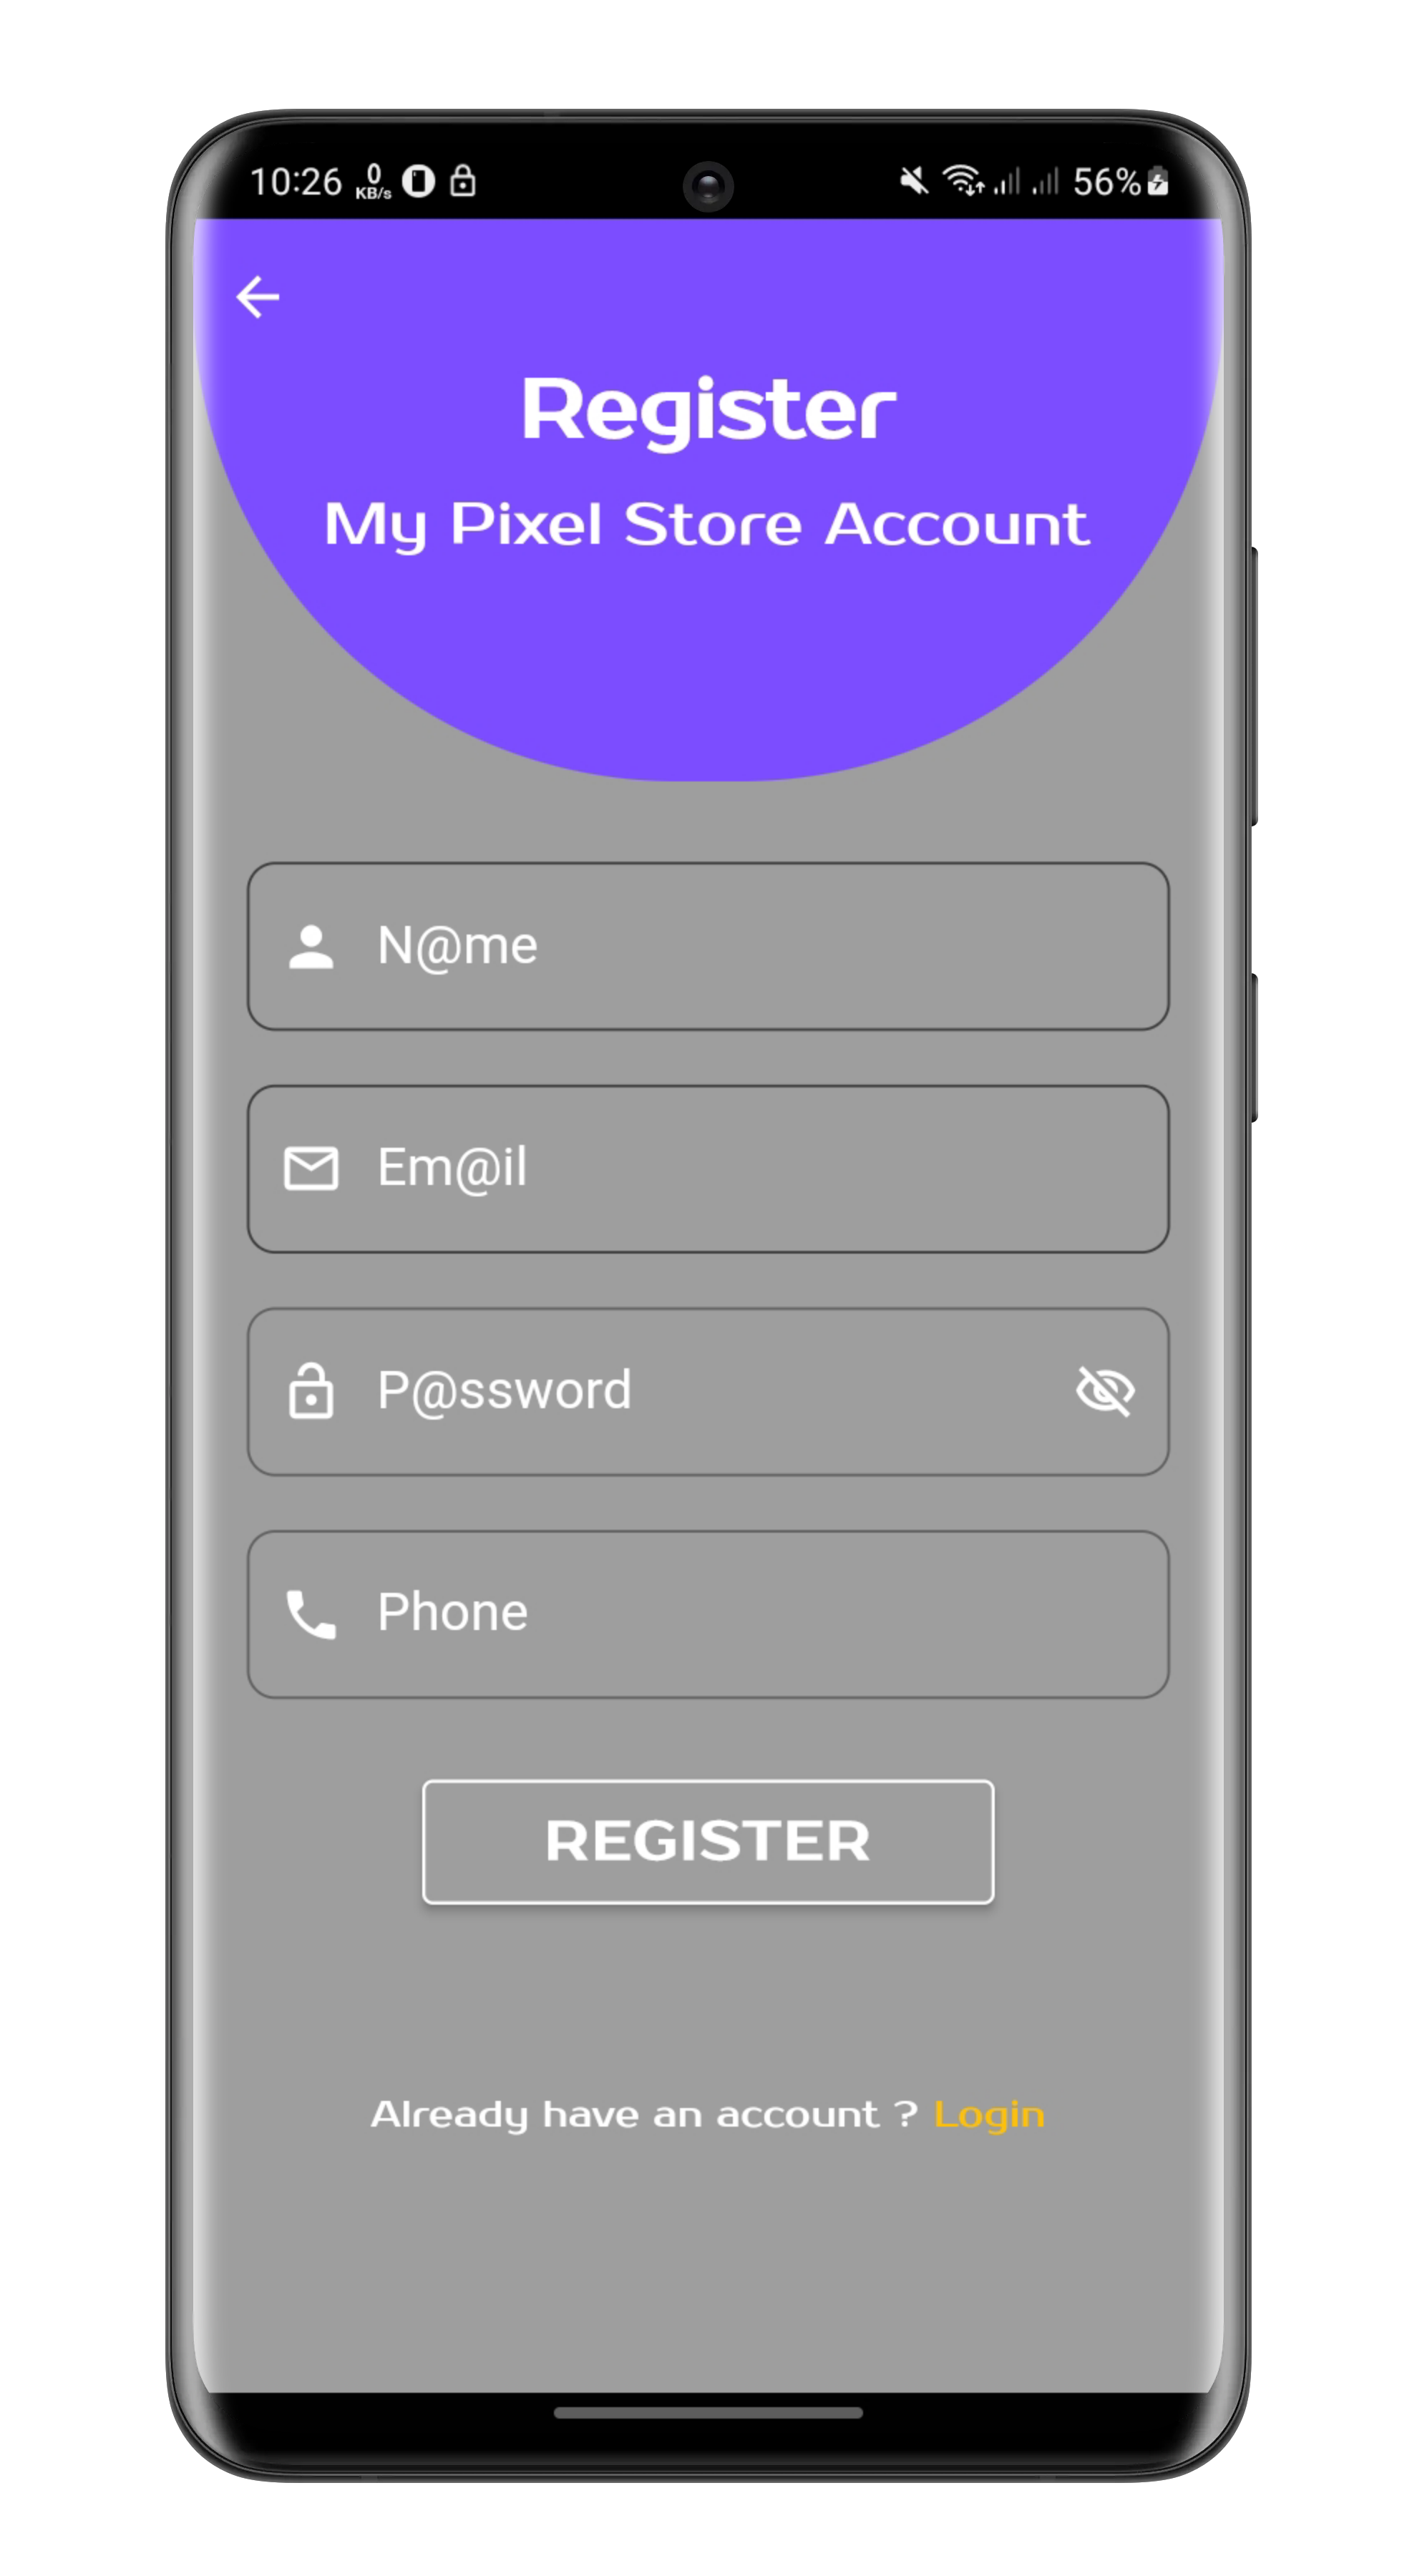 10:26 0 KB/s 56%
Register
My Pixel Store Account
N@me
Em@il
P@ssword
Phone
REGISTER
Already have an account ? Login